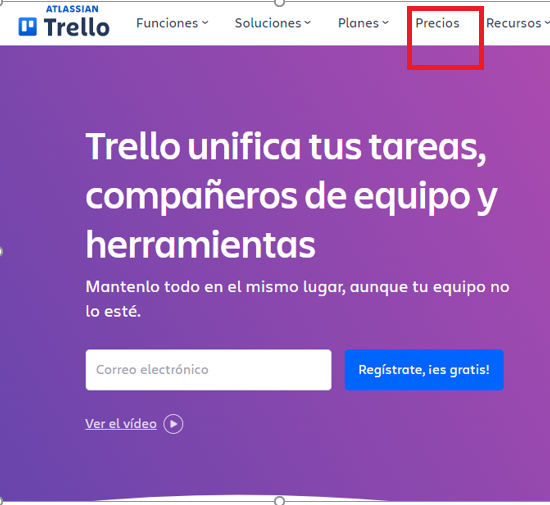 ATLASSIAN
Trello
Funciones Soluciones Planes Precios Recursos
Trello unifica tus tareas,
compañeros de equipo y
herramientas
Mantenlo todo en el mismo lugar, aunque tu equipo no
lo esté.
Correo electrónico
Regístrate, ¡es gratis!
Ver el vídeo